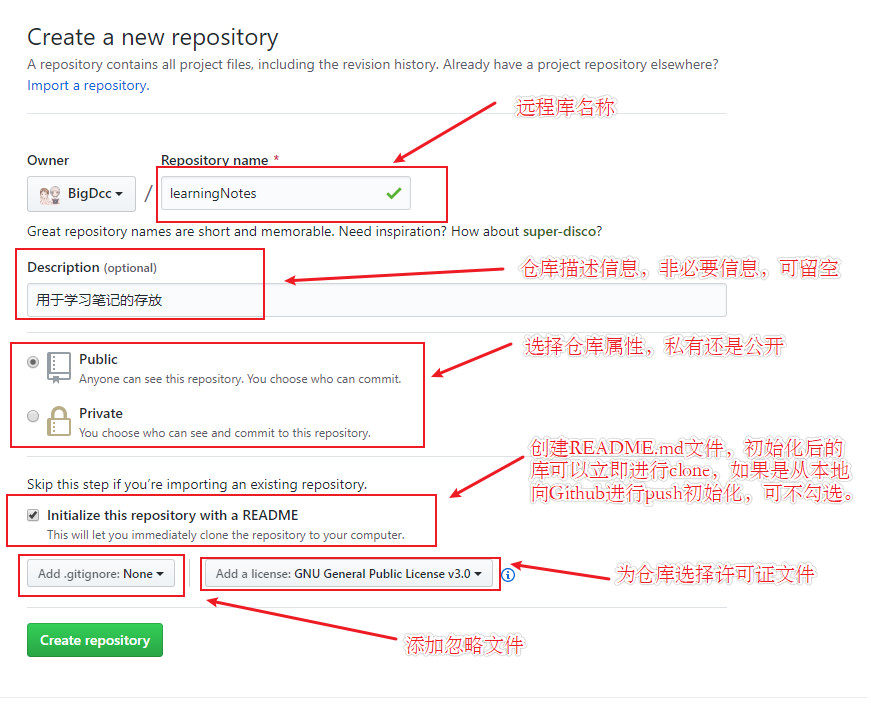 Create a new repository
A repository contains all project files, including the revision history. Already have a project repository elsewhere?
Import a repository.
远程库名称
Owner
Repository name *
BigDcc
/
learningNotes
Great repository names are short and memorable. Need inspiration? How about super-disco?
Description (optional)
仓库描述信息，非必要信息，可留空
用于学习笔记的存放
选择仓库属性，私有还是公开
Public
Anyone can see this repository. You choose who can commit.
Private
You choose who can see and commit to this repository.
创建README.md文件，初始化后的
库可以立即进行clone，如果是从本地
向Github进行push初始化，可不勾选。
Skip this step if you’re importing an existing repository.
Initialize this repository with a README
This will let you immediately clone the repository to your computer.
Add .gitignore: None
Add a license: GNU General Public License v3.0
为仓库选择许可证文件
添加忽略文件
Create repository